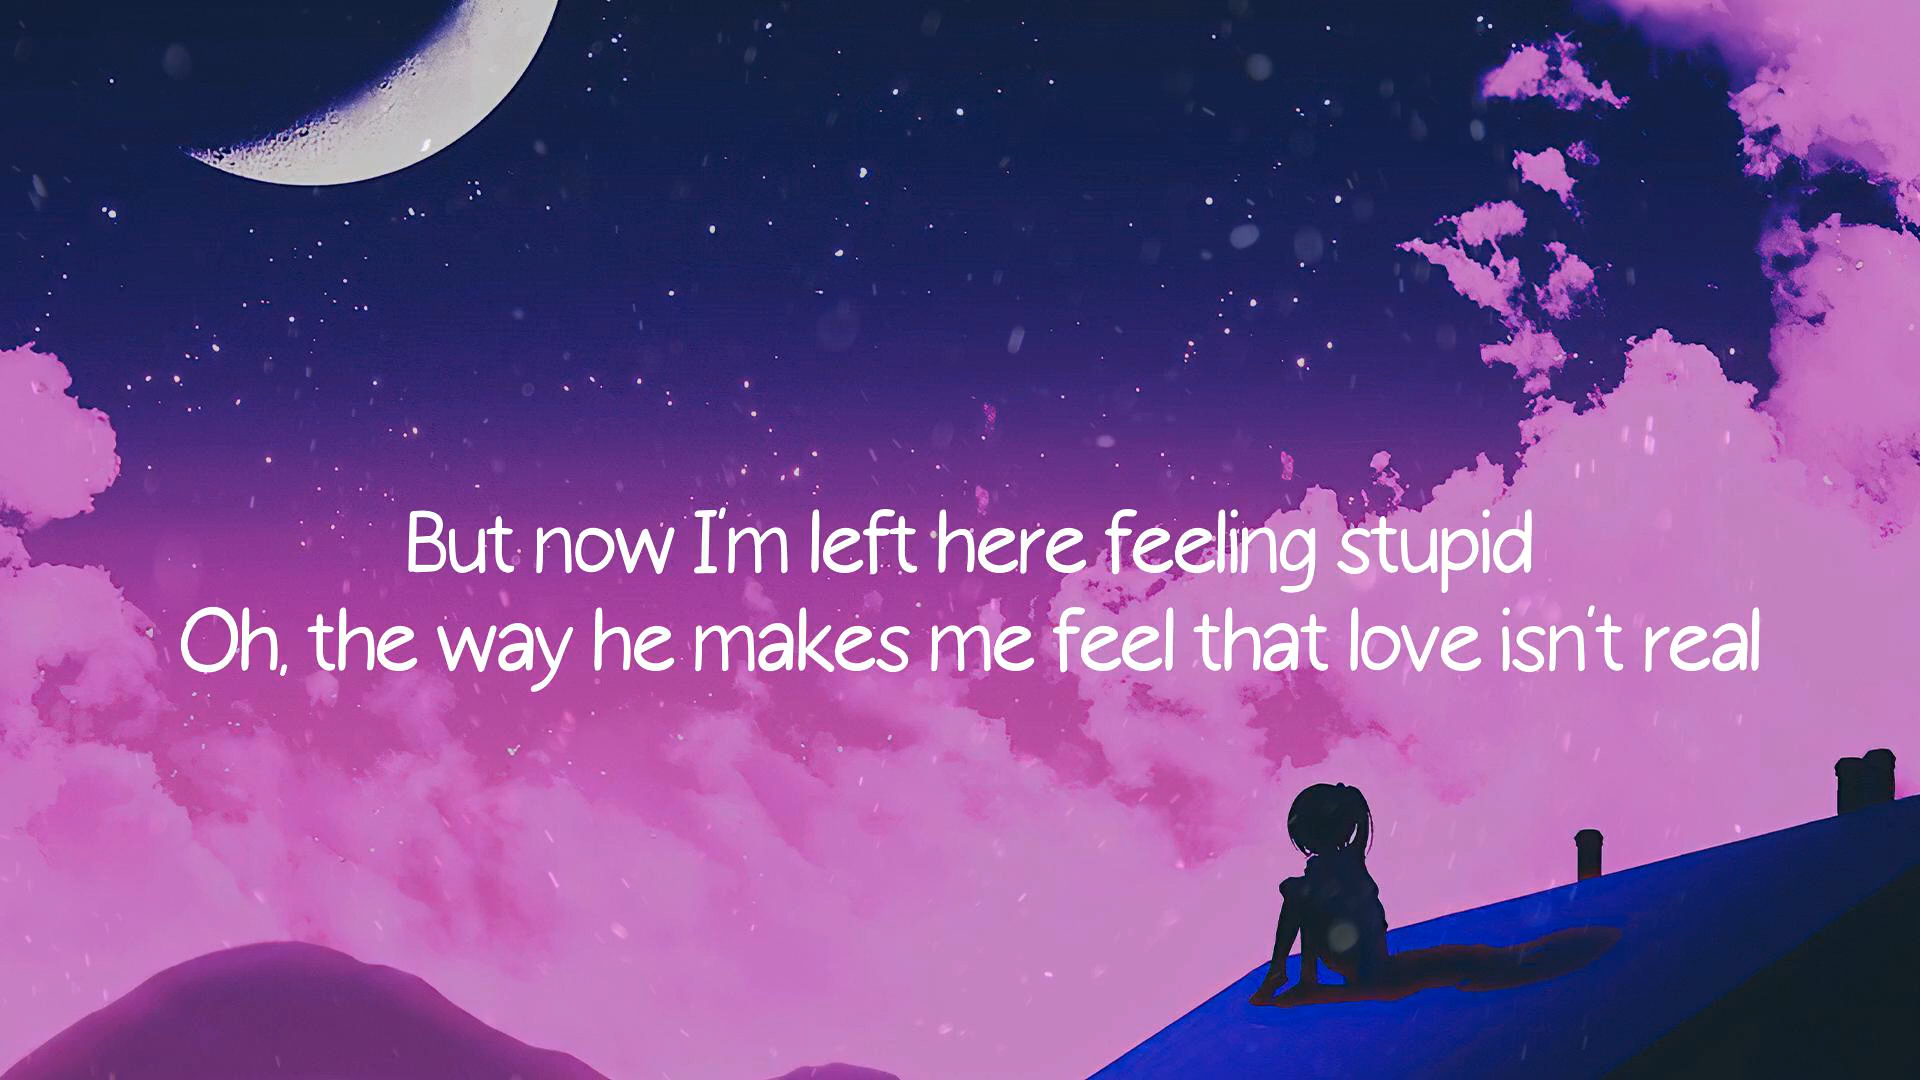 But now I'm left here feeling stupid
Oh, the way he makes me feel that love isn't real